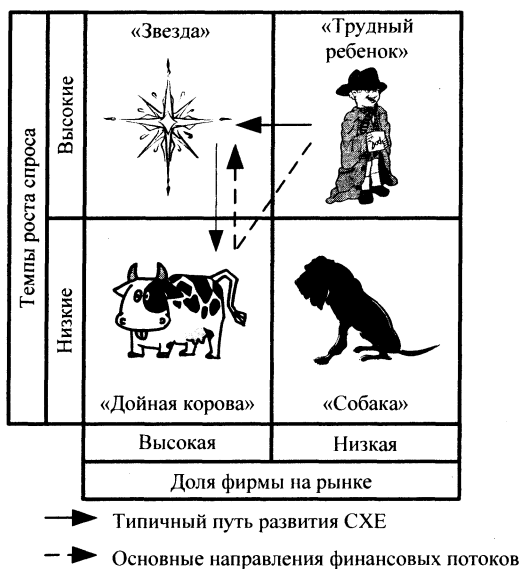 «Звезда»
«Трудный
ребенок»
Темпы роста спроса
Высокие
Низкие
«Дойная корова»
«Собака»
Высокая
Низкая
Доля фирмы на рынке
Типичный путь развития СХЕ
Основные направления финансовых потоков